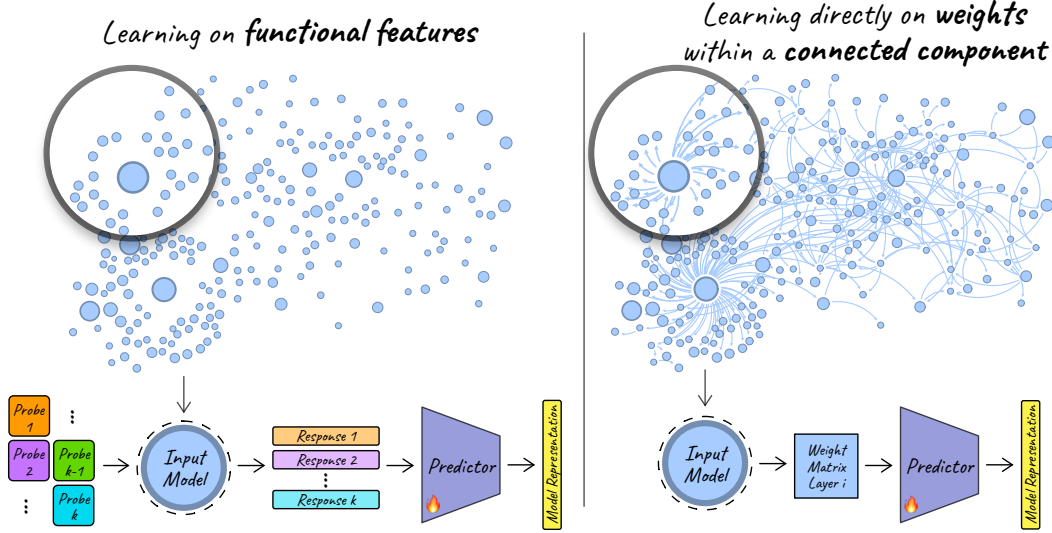 Learning on functional features
Probe
1
Probe
2
Probe
k-1
Probe
k
Input
Model
Response 1
Response 2
Response k
Predictor
Model Representation
Learning directly on weights
within a connected component
Input
Model
Weight
Matrix
Layer i
Predictor
Model Representation